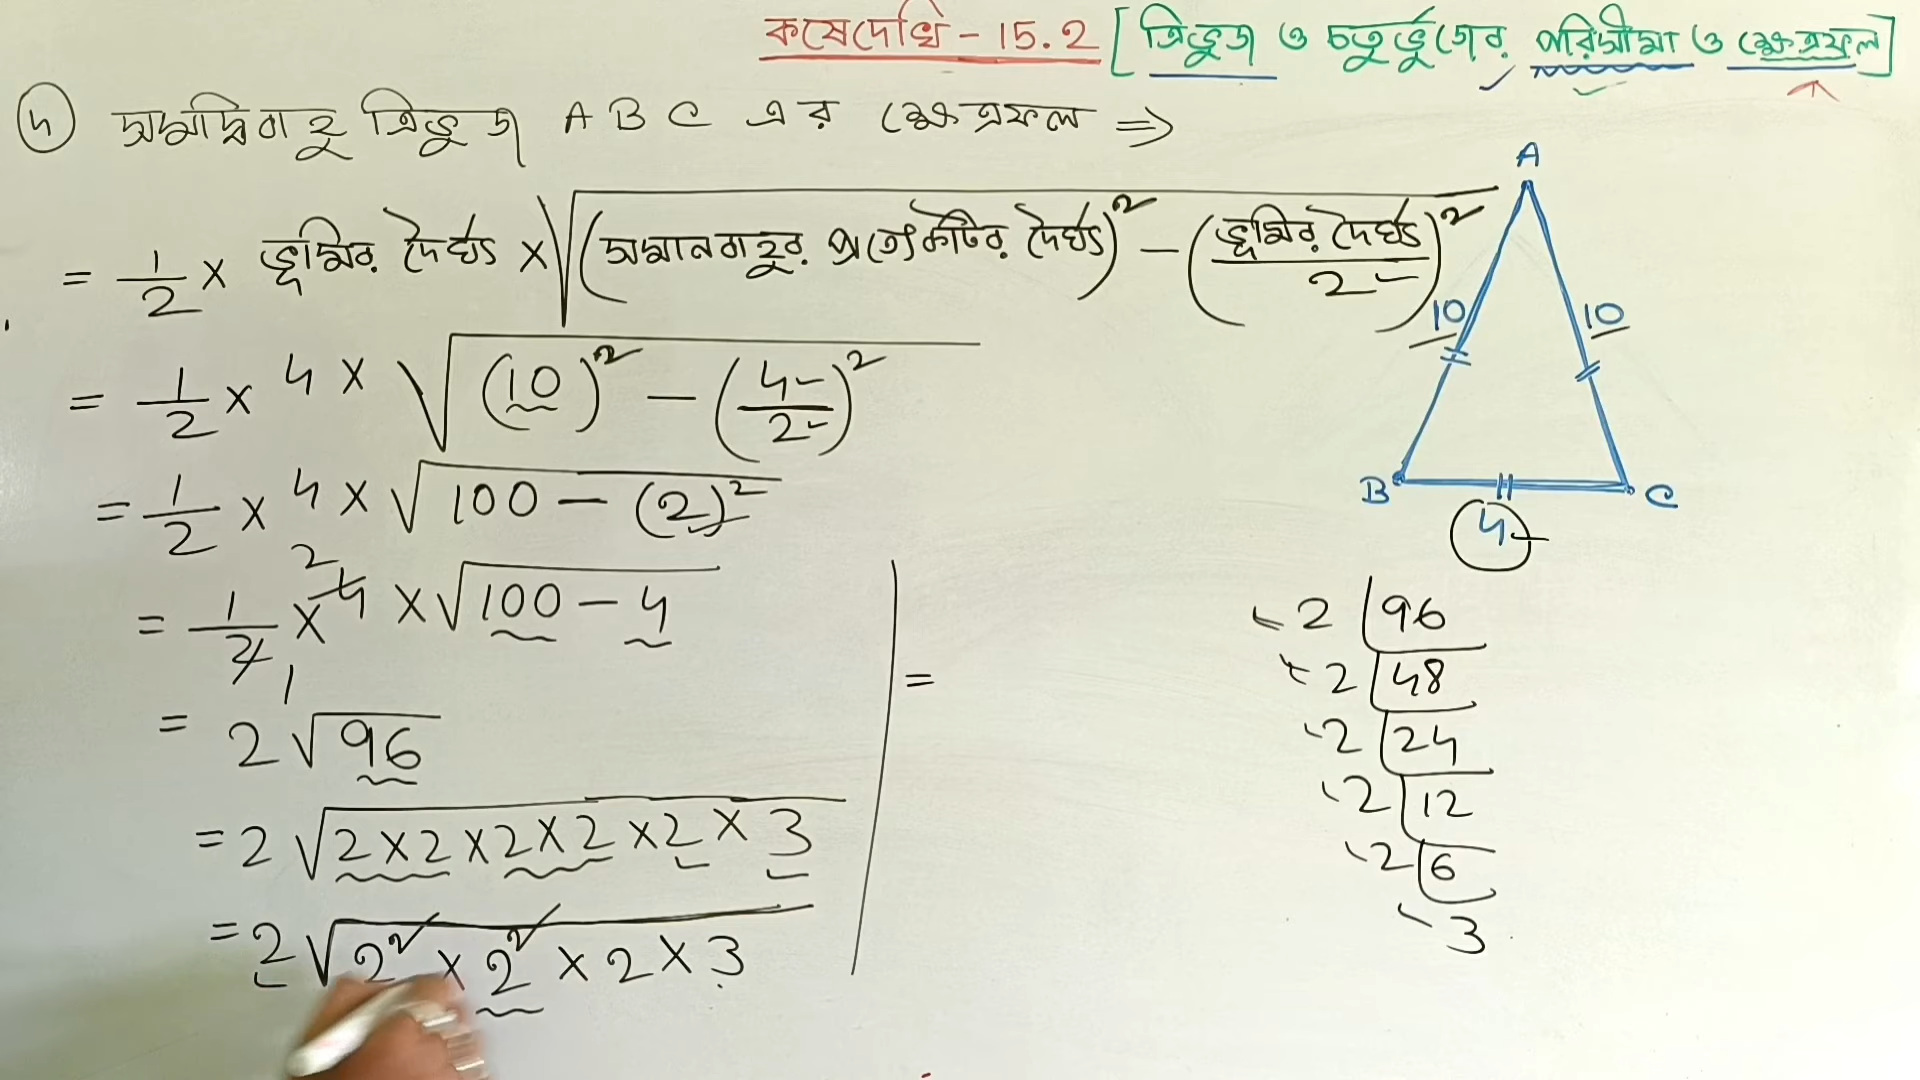 কষেদেখি - 15.2 [ত্রিভুজ ও চতুর্ভুজের পরিসীমা ও ক্ষেত্রফল]
৸ সমদ্বিবাহু ত্রিভুজ ABC এর ক্ষেত্রফল ⇒
= 1/2 × ভূমির দৈর্ঘ্য × √(সমানবাহুর প্রত্যেকটির দৈর্ঘ্য)² - (ভূমির দৈর্ঘ্য/2)²
= 1/2 × 4 × √(10)² - (4/2)²
= 1/2 × 4 × √100 - (2)²
= 1/2 × 4 × √100 - 4
2
1
= 2√96
= 2√2×2×2×2×2×3
= 2√2²×2²×2×3
=
A
10
10
B
C
4
2 | 96
2 | 48
2 | 24
2 | 12
2 | 6
3